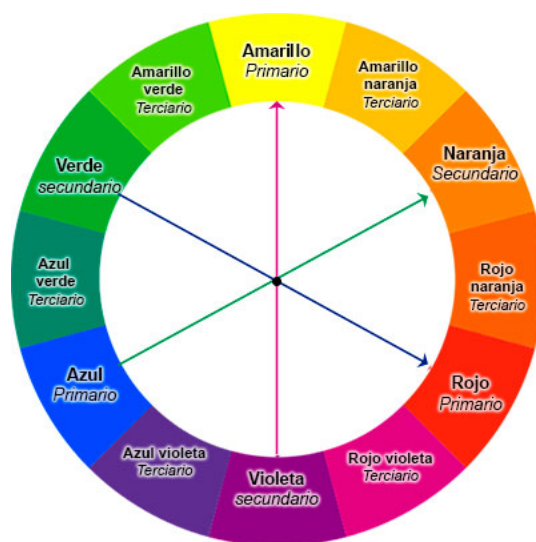 Amarillo
Primario
Amarillo
naranja
Terciario
Naranja
Secundario
Rojo
naranja
Terciario
Rojo
Primario
Rojo violeta
Terciario
Violeta
secundario
Azul violeta
Terciario
Azul
Primario
Azul
verde
Terciario
Verde
secundario
Amarillo
verde
Terciario